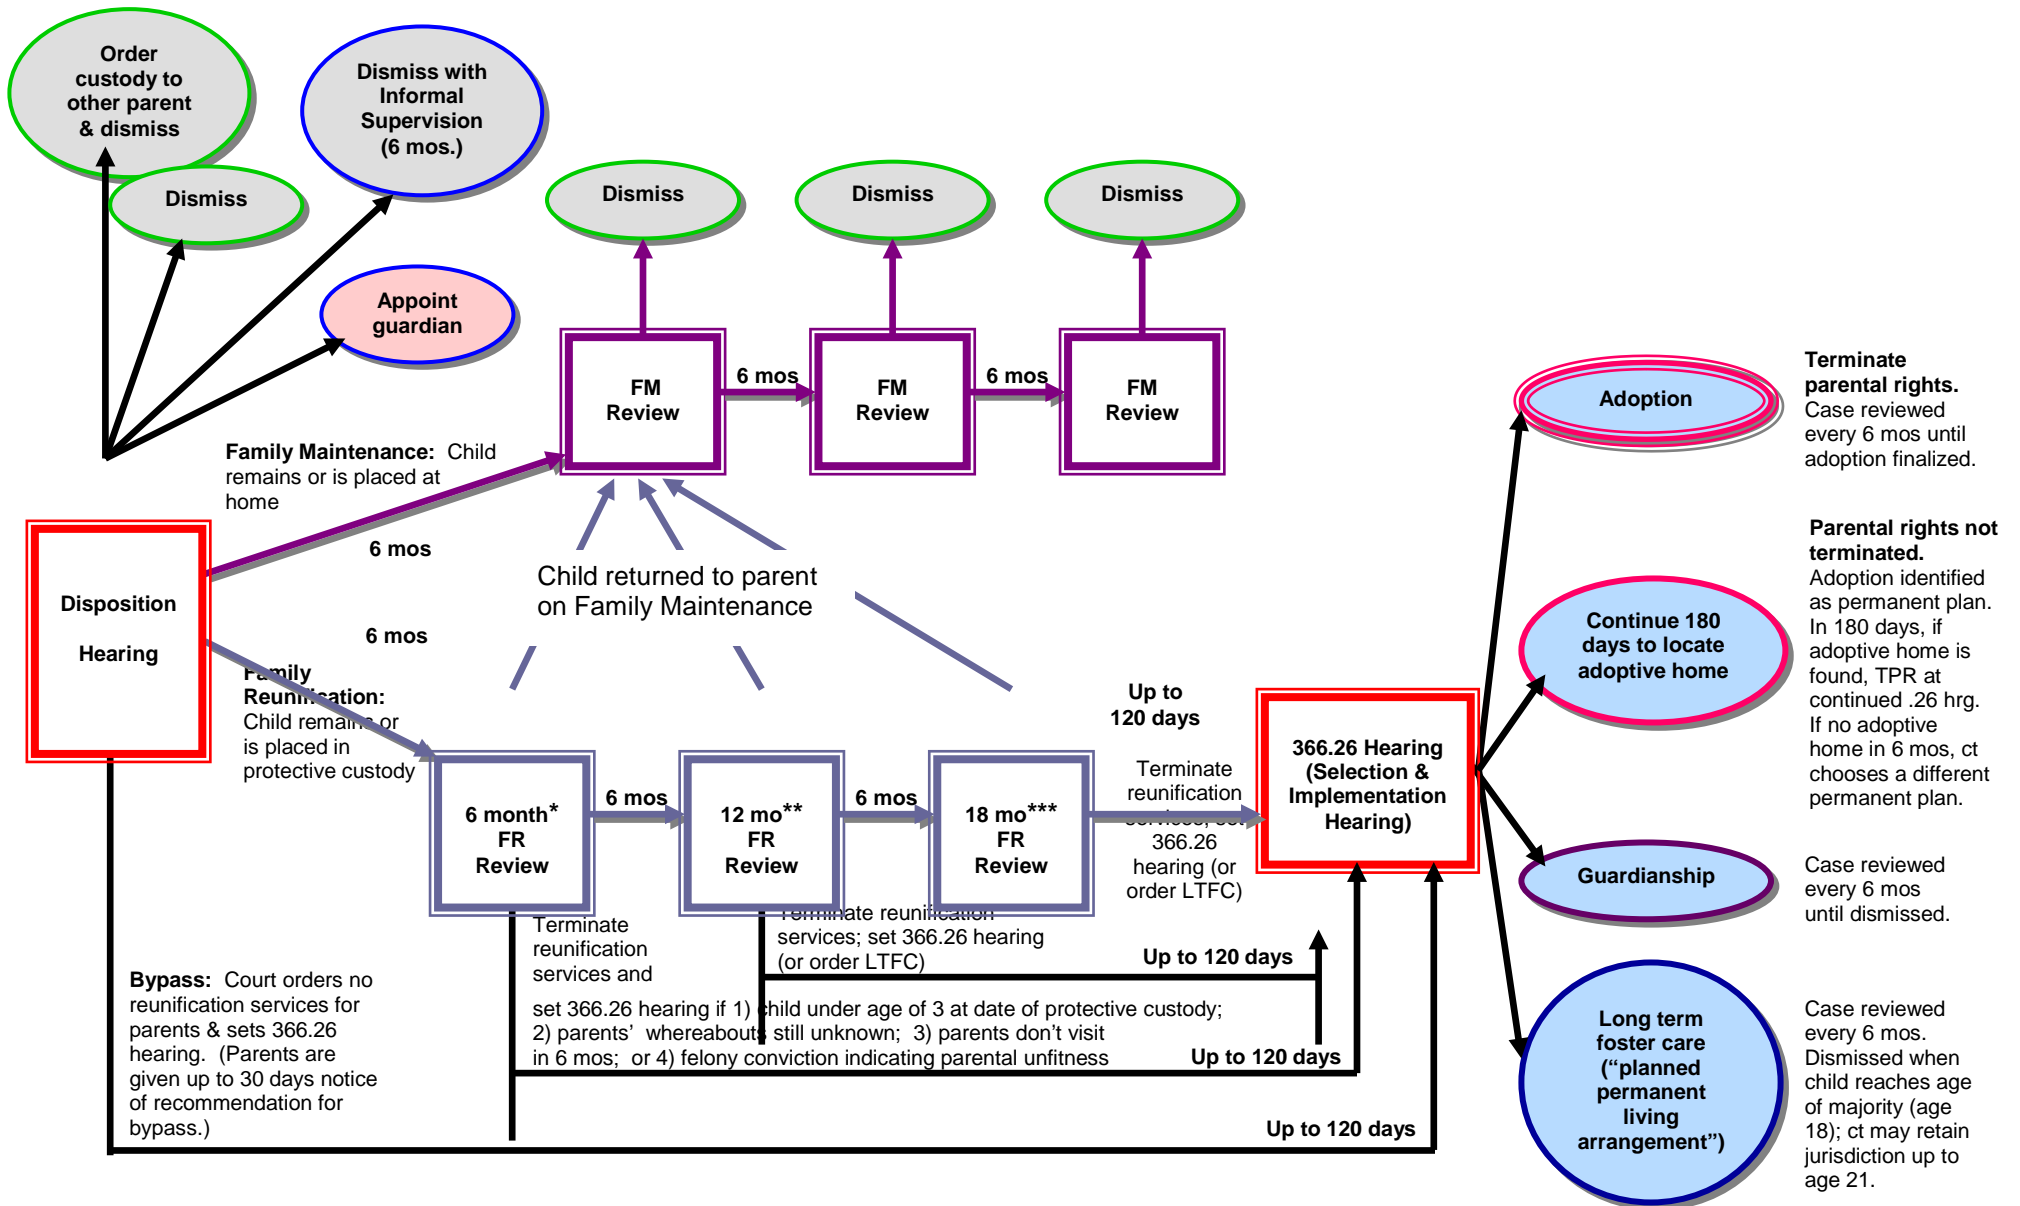 Order
custody to
other parent
& dismiss
Dismiss
Dismiss with
Informal
Supervision
(6 mos.)
Appoint
guardian
Dismiss
Dismiss
Dismiss
FM
Review
6 mos
FM
Review
6 mos
FM
Review
Family Maintenance: Child
remains or is placed at
home
6 mos
Disposition
Hearing
6 mos
Family
Reunification:
Child remains or
is placed in
protective custody
Child returned to parent
on Family Maintenance
6 month*
FR
Review
6 mos
12 mo**
FR
Review
6 mos
18 mo***
FR
Review
Up to
120 days
Terminate
reunification
services; set
366.26
hearing (or
order LTFC)
366.26 Hearing
(Selection &
Implementation
Hearing)
Terminate
reunification
services and
set 366.26 hearing if 1) child under age of 3 at date of protective custody;
2) parents' whereabouts still unknown; 3) parents don't visit
in 6 mos; or 4) felony conviction indicating parental unfitness
Terminate reunification
services; set 366.26 hearing
(or order LTFC)
Up to 120 days
Up to 120 days
Up to 120 days
Bypass: Court orders no
reunification services for
parents & sets 366.26
hearing. (Parents are
given up to 30 days notice
of recommendation for
bypass.)
Adoption
Terminate
parental rights.
Case reviewed
every 6 mos until
adoption finalized.
Continue 180
days to locate
adoptive home
Parental rights not
terminated.
Adoption identified
as permanent plan.
In 180 days, if
adoptive home is
found, TPR at
continued .26 hrg.
If no adoptive
home in 6 mos, ct
chooses a different
permanent plan.
Guardianship
Case reviewed
every 6 mos
until dismissed.
Long term
foster care
("planned
permanent
living
arrangement")
Case reviewed
every 6 mos.
Dismissed when
child reaches age
of majority (age
18); ct may retain
jurisdiction up to
age 21.